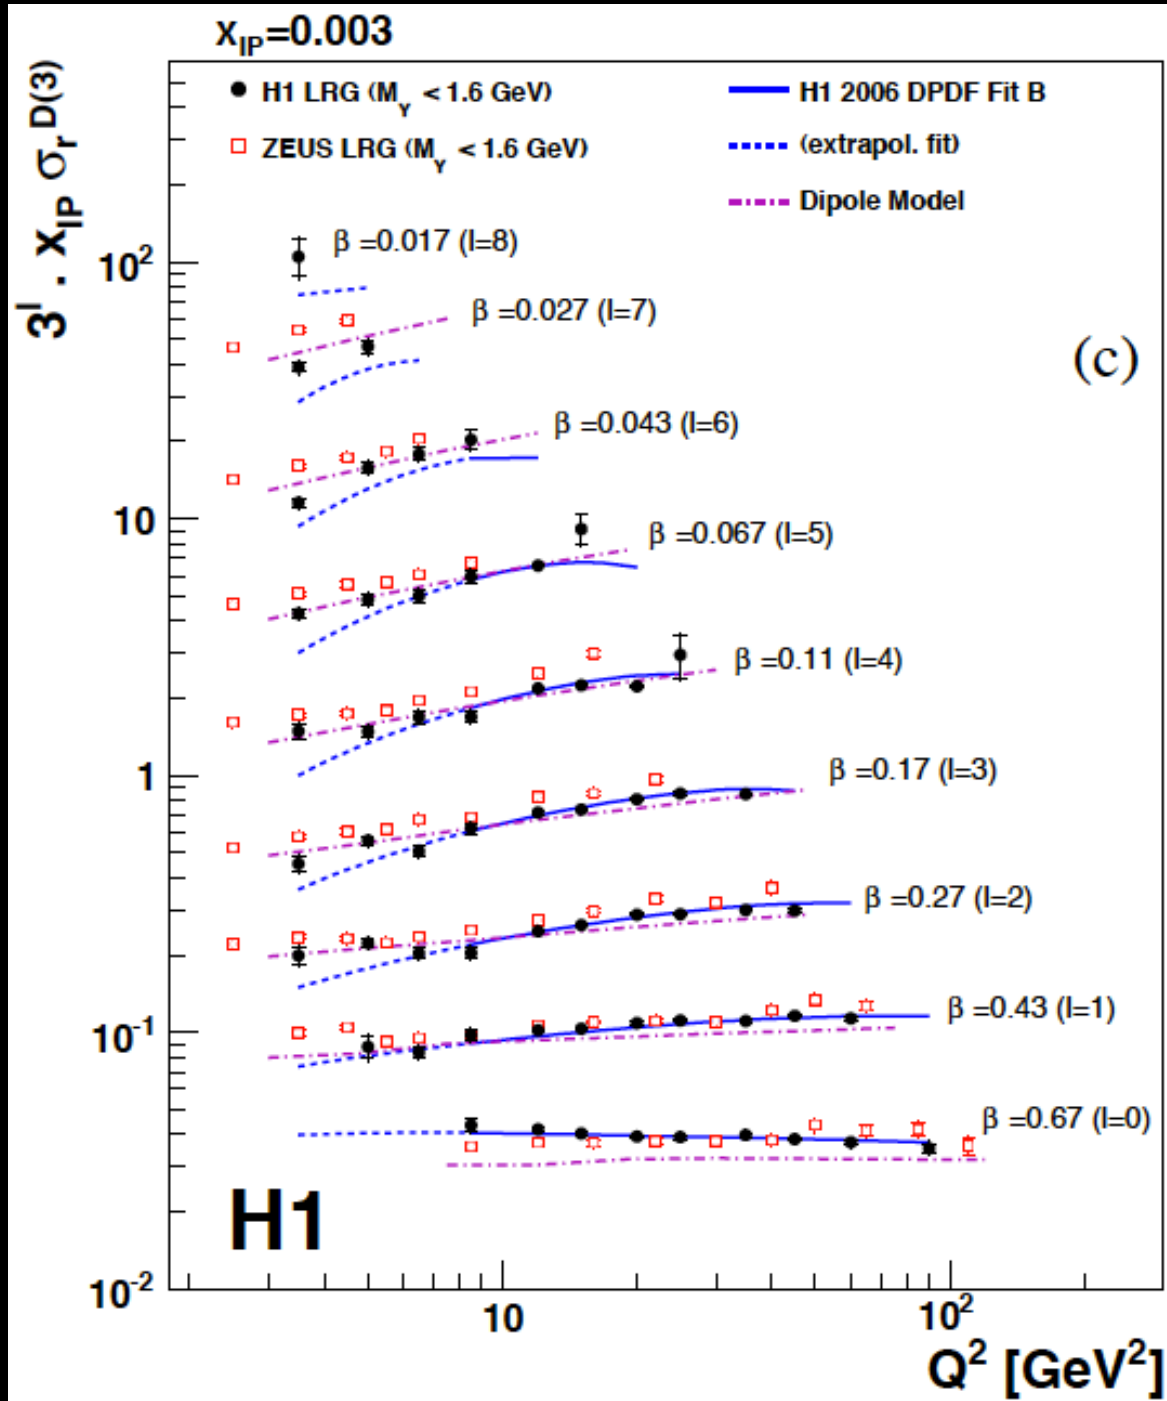 x_IP=0.003
3^l . x_IP σ_r^D(3)
H1 LRG (M_Y < 1.6 GeV)
ZEUS LRG (M_Y < 1.6 GeV)
H1 2006 DPDF Fit B
(extrapol. fit)
Dipole Model
β =0.017 (l=8)
β =0.027 (l=7)
(c)
β =0.043 (l=6)
β =0.067 (l=5)
β =0.11 (l=4)
β =0.17 (l=3)
β =0.27 (l=2)
β =0.43 (l=1)
β =0.67 (l=0)
10^2
10
1
10^-1
10^-2
H1
10
10^2
Q^2 [GeV^2]